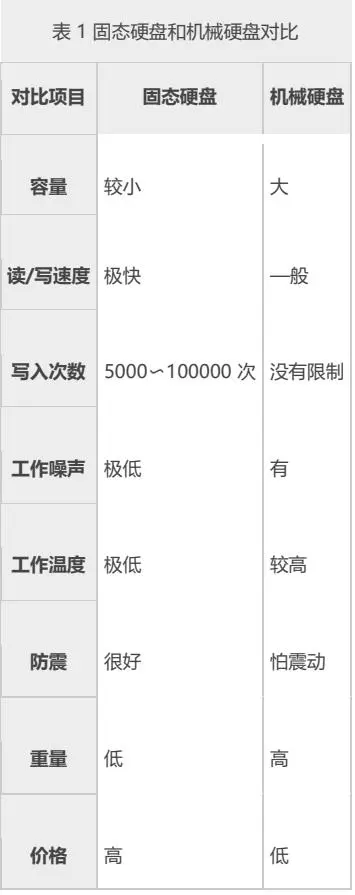 表 1 固态硬盘和机械硬盘对比
对比项目 固态硬盘 机械硬盘
容量 较小 大
读/写速度 极快 一般
写入次数 5000～100000 次 没有限制
工作噪声 极低 有
工作温度 极低 较高
防震 很好 怕震动
重量 低 高
价格 高 低